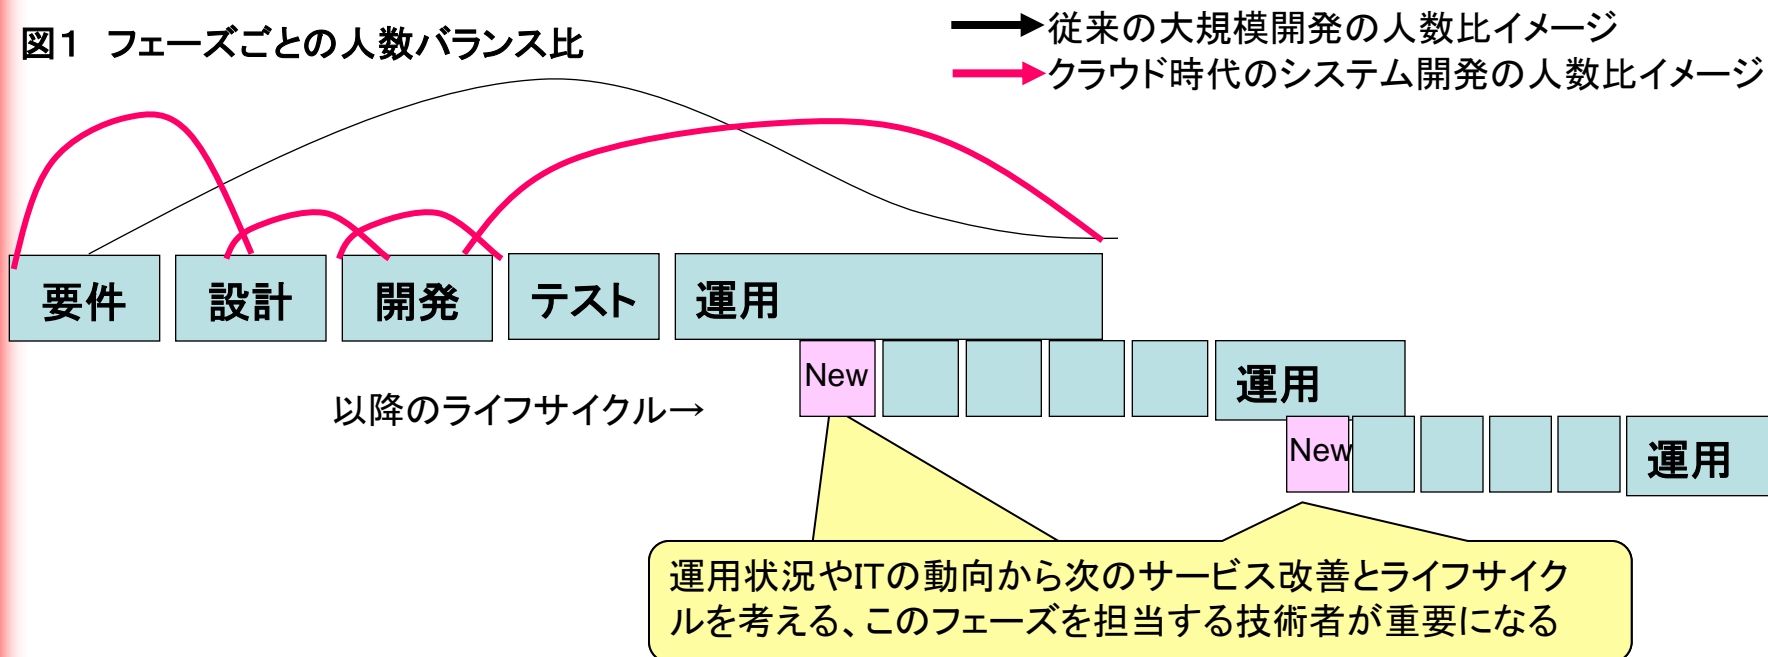 図1 フェーズごとの人数バランス比
従来の大規模開発の人数比イメージ
クラウド時代のシステム開発の人数比イメージ
要件
設計
開発
テスト
運用
New
運用
以降のライフサイクル→
New
運用
運用状況やITの動向から次のサービス改善とライフサイク
ルを考える、このフェーズを担当する技術者が重要になる